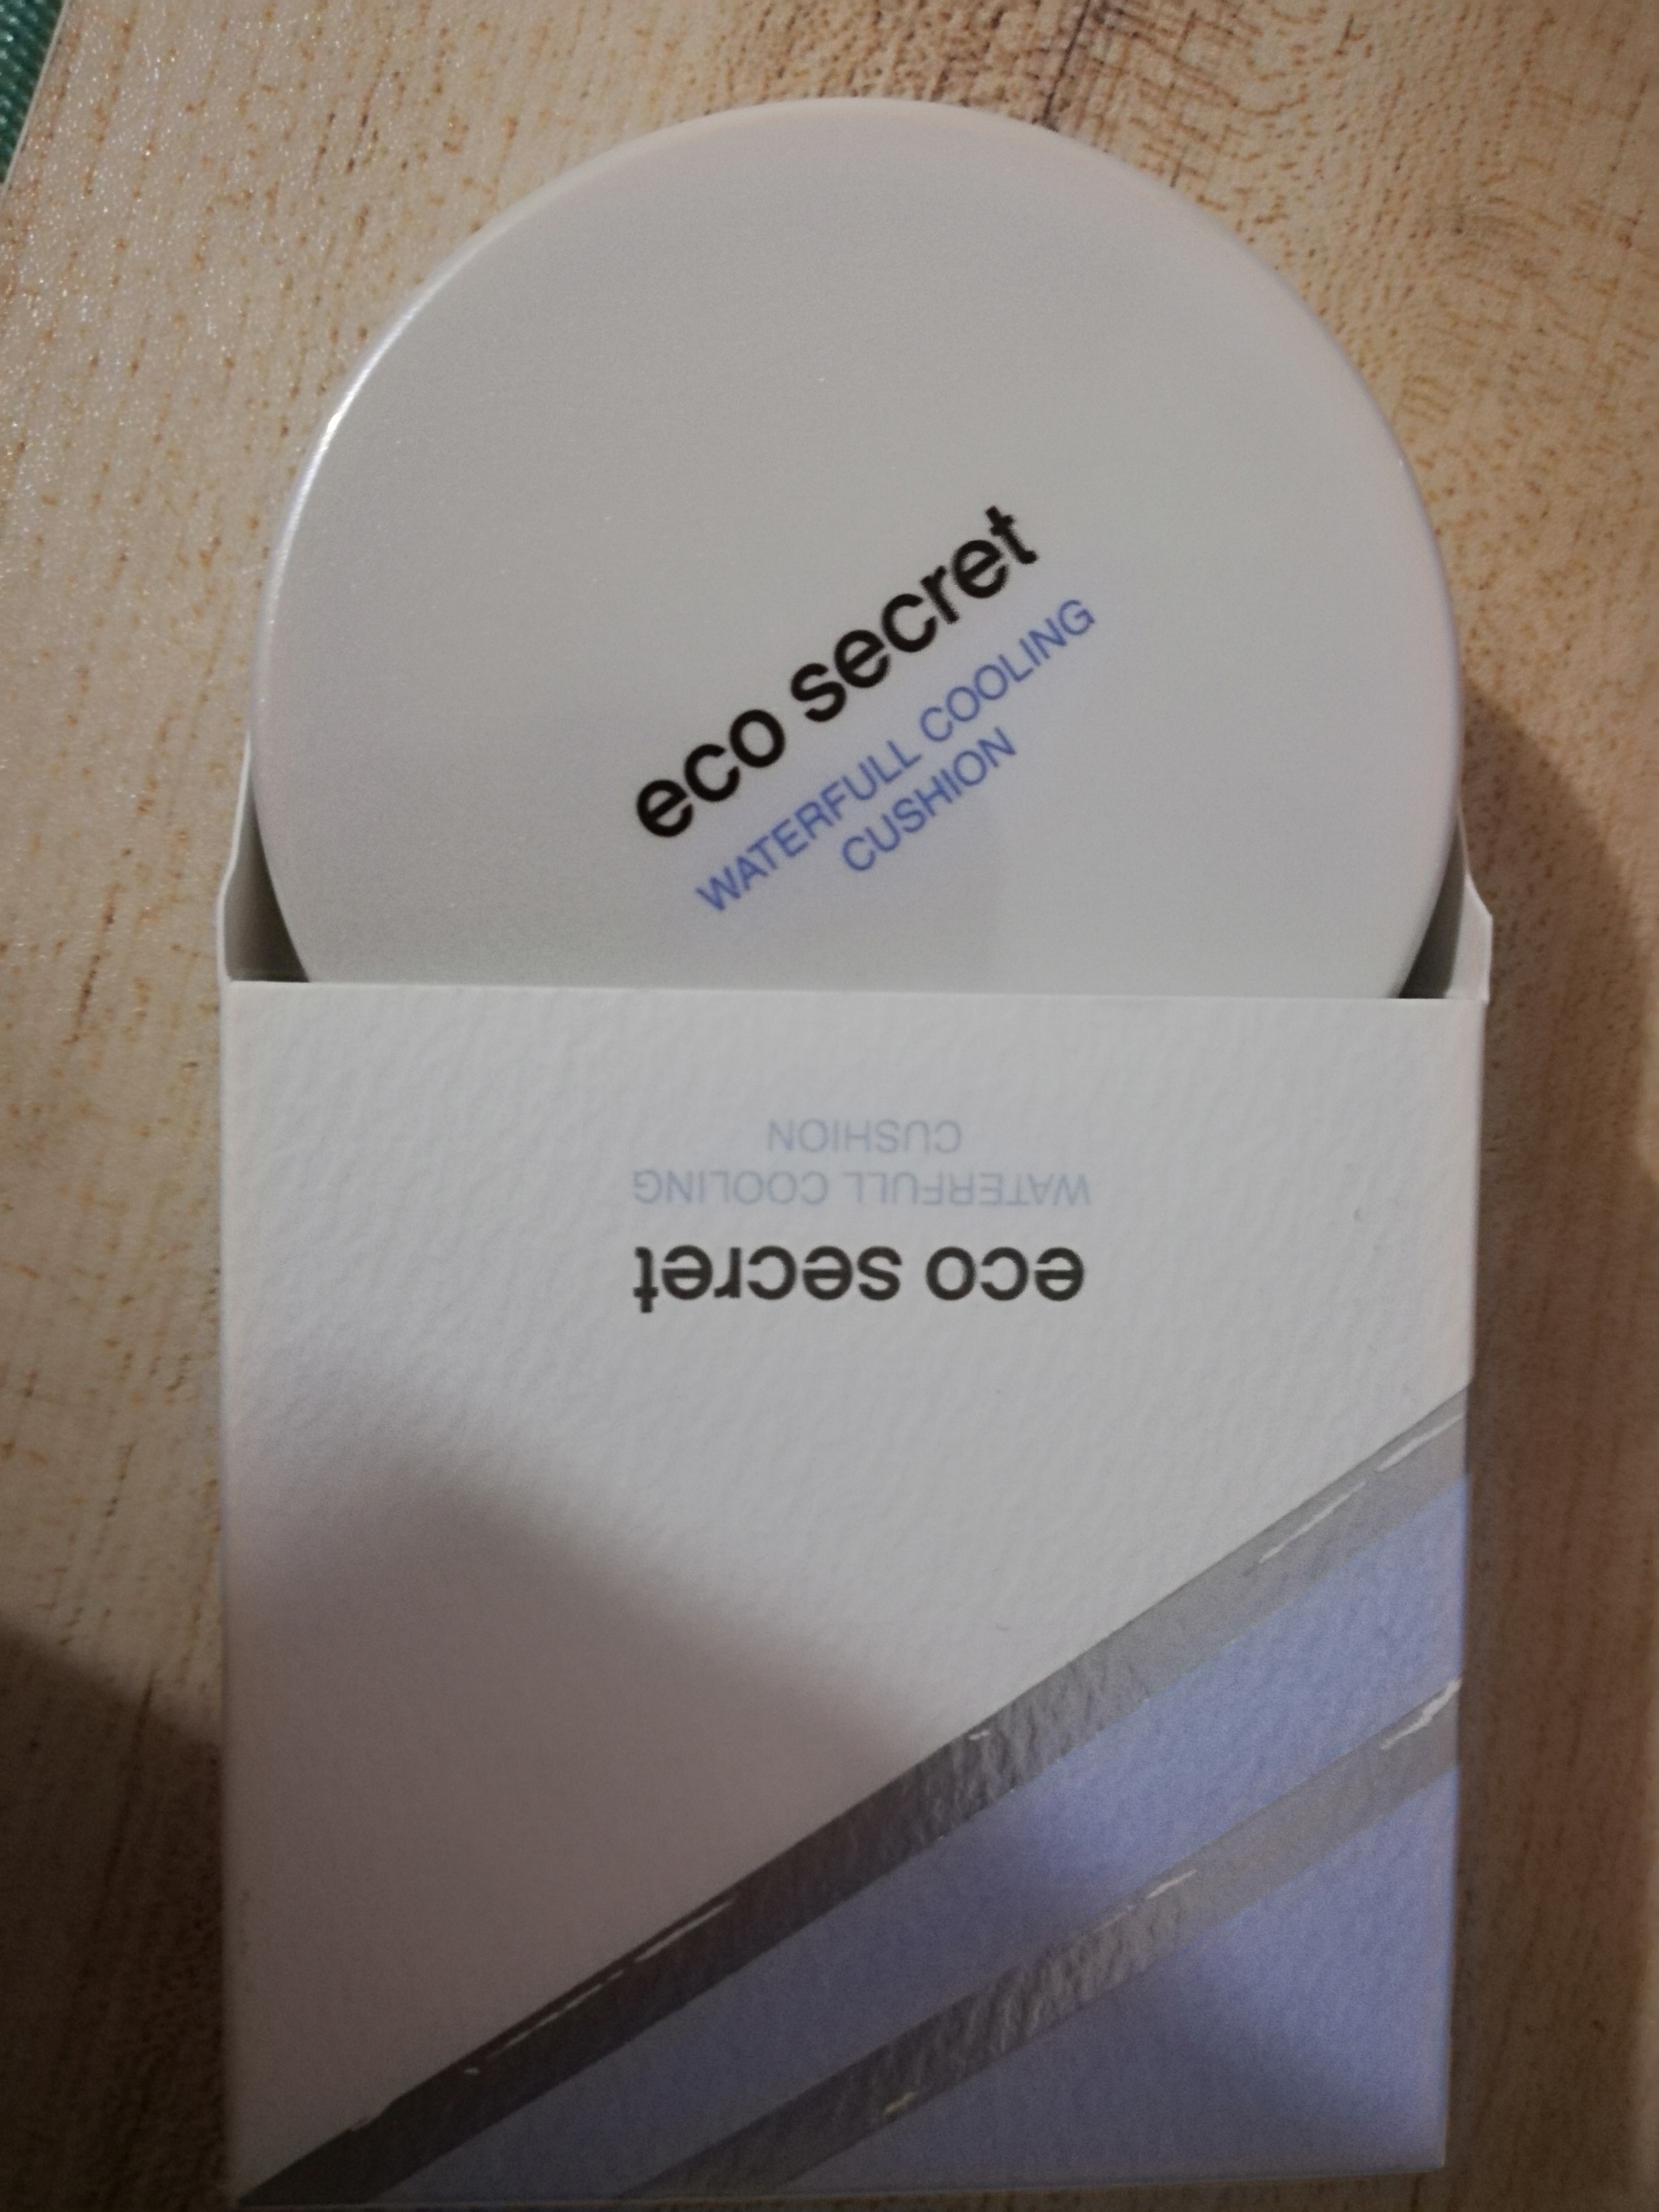 eco secret
WATERFULL COOLING
CUSHION
eco secret
WATERFULL COOLING
CUSHION